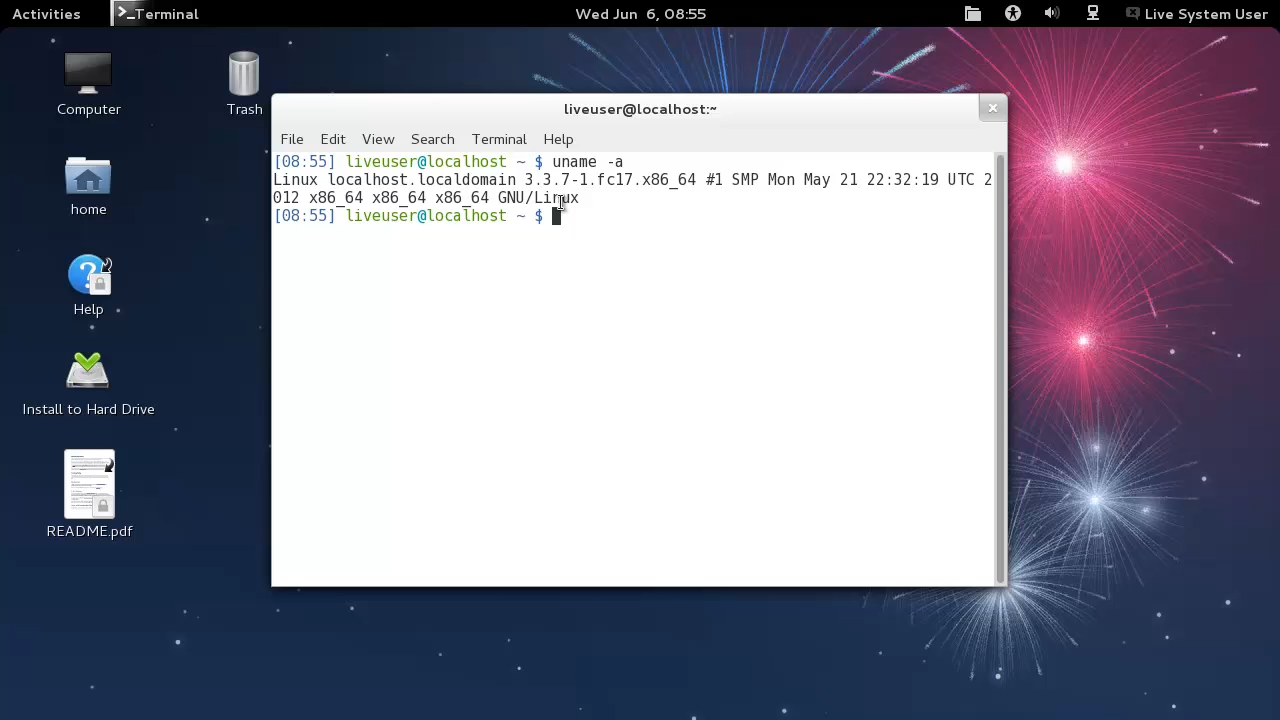 Activities Terminal Wed Jun 6, 08:55 Live System User
Computer
Trash
home
Help
Install to Hard Drive
README.pdf
liveuser@localhost:~
File Edit View Search Terminal Help
[08:55] liveuser@localhost ~ $ uname -a
Linux localhost.localdomain 3.3.7-1.fc17.x86_64 #1 SMP Mon May 21 22:32:19 UTC 2
012 x86_64 x86_64 x86_64 GNU/Linux
[08:55] liveuser@localhost ~ $